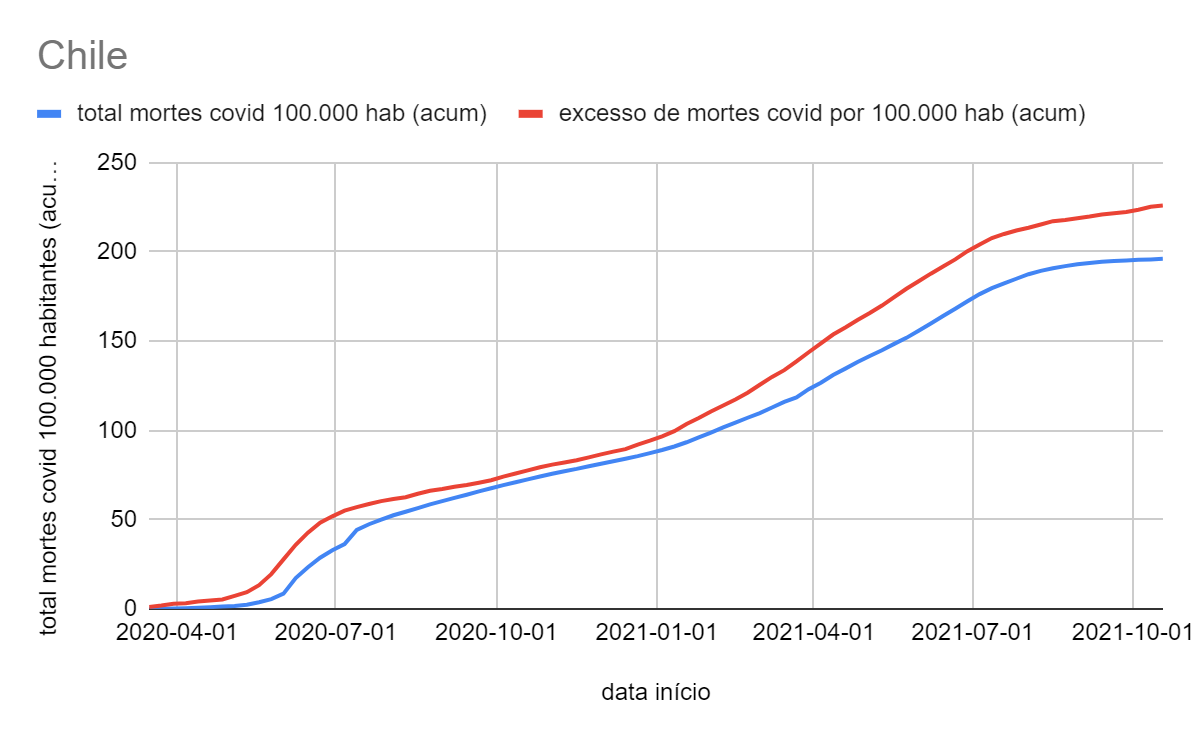 Chile
total mortes covid 100.000 hab (acum)
excesso de mortes covid por 100.000 hab (acum)
total mortes covid 100.000 habitantes (acu…
250
200
150
100
50
0
2020-04-01
2020-07-01
2020-10-01
2021-01-01
2021-04-01
2021-07-01
2021-10-01
data início